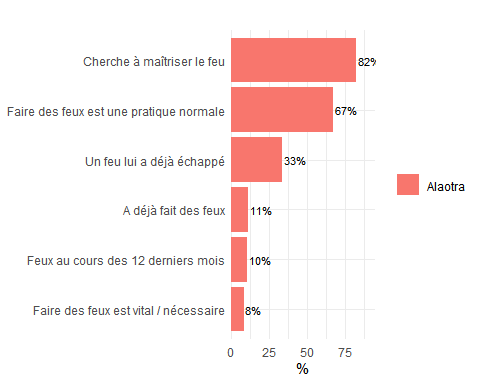 Cherche à maîtriser le feu
82%
Faire des feux est une pratique normale
67%
Un feu lui a déjà échappé
33%
A déjà fait des feux
11%
Feux au cours des 12 derniers mois
10%
Faire des feux est vital / nécessaire
8%
0
25
50
75
%
Alaotra